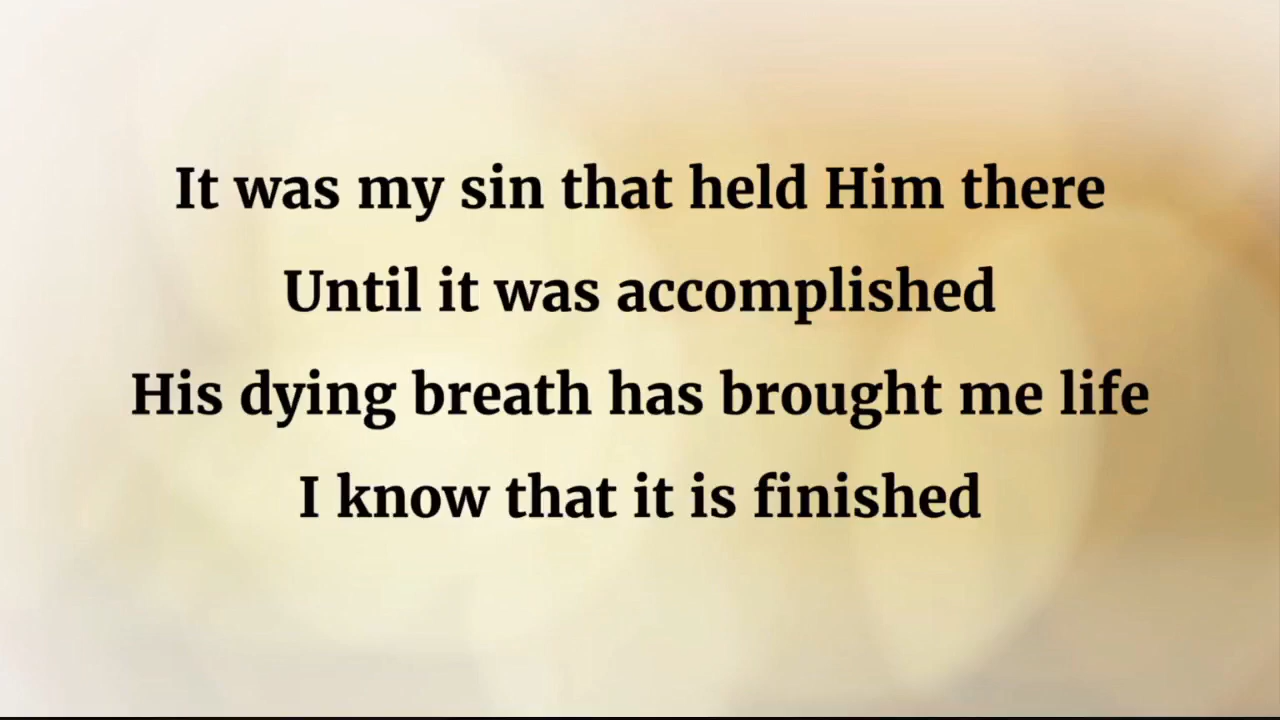 It was my sin that held Him there
Until it was accomplished
His dying breath has brought me life
I know that it is finished